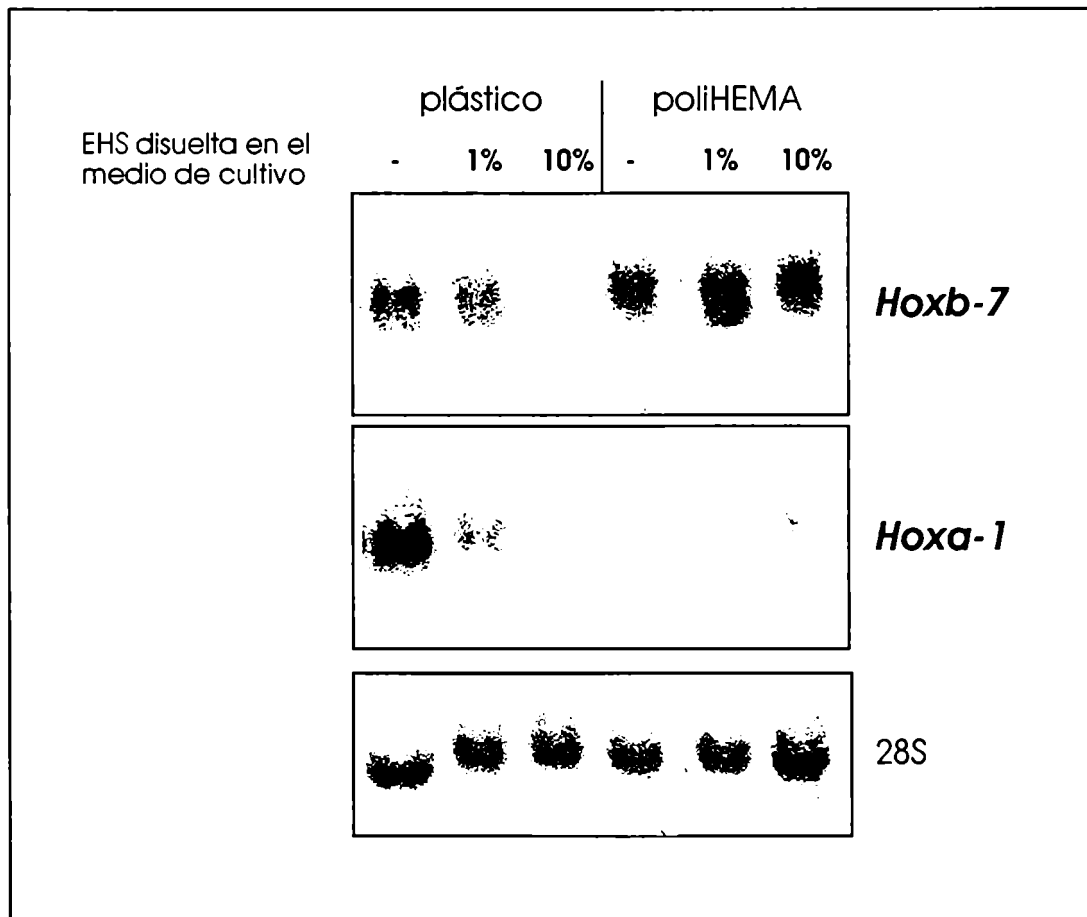 plástico poliHEMA
EHS disuelta en el
medio de cultivo
- 1% 10% - 1% 10%
Hoxb-7
Hoxa-1
28S